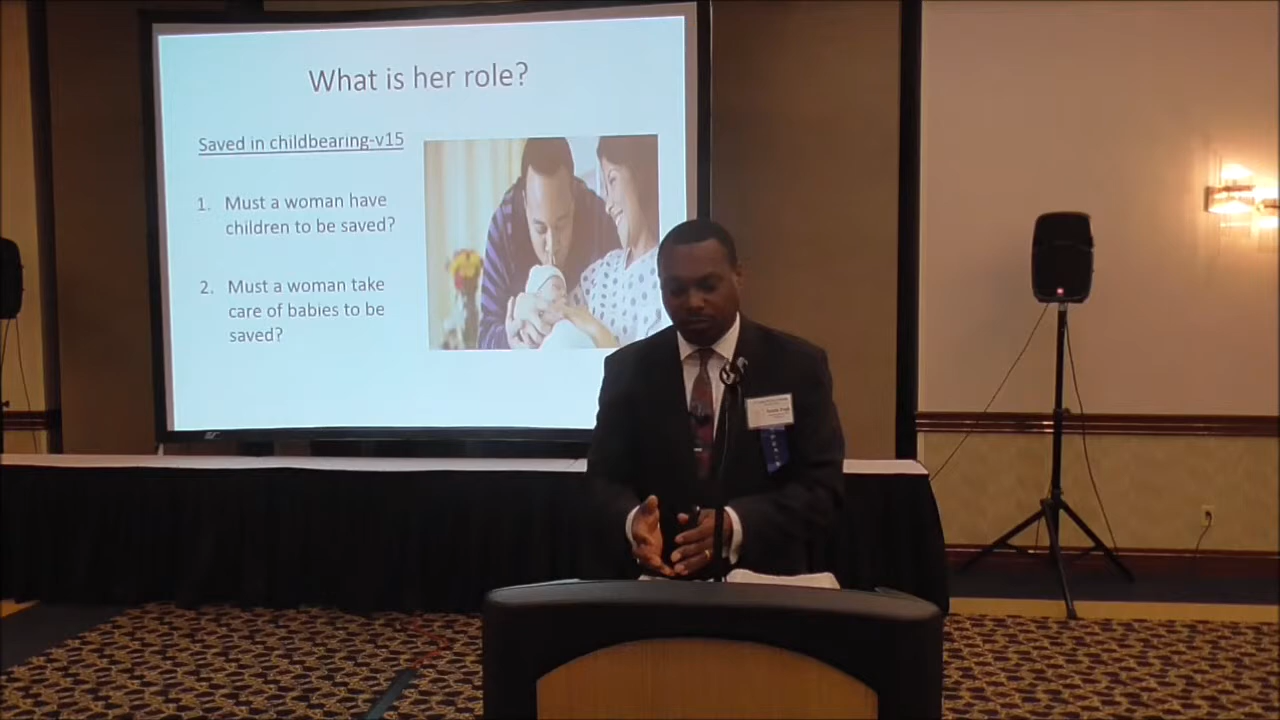 What is her role?
Saved in childbearing-v15
1. Must a woman have
children to be saved?
2. Must a woman take
care of babies to be
saved?